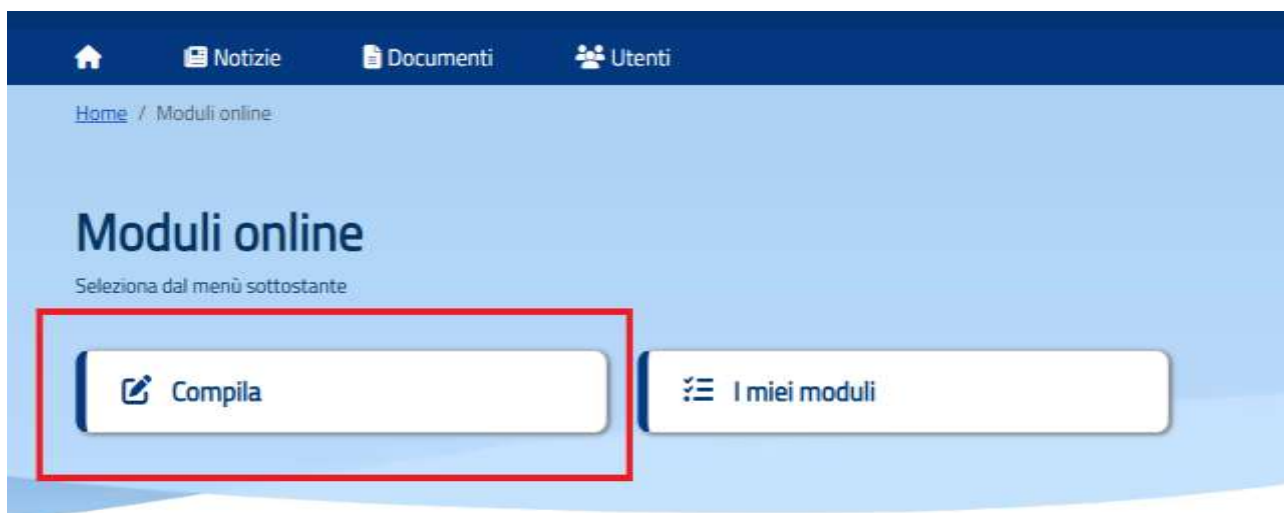 Notizie Documenti Utenti
Home / Moduli online
Moduli online
Seleziona dal menù sottostante
Compila I miei moduli